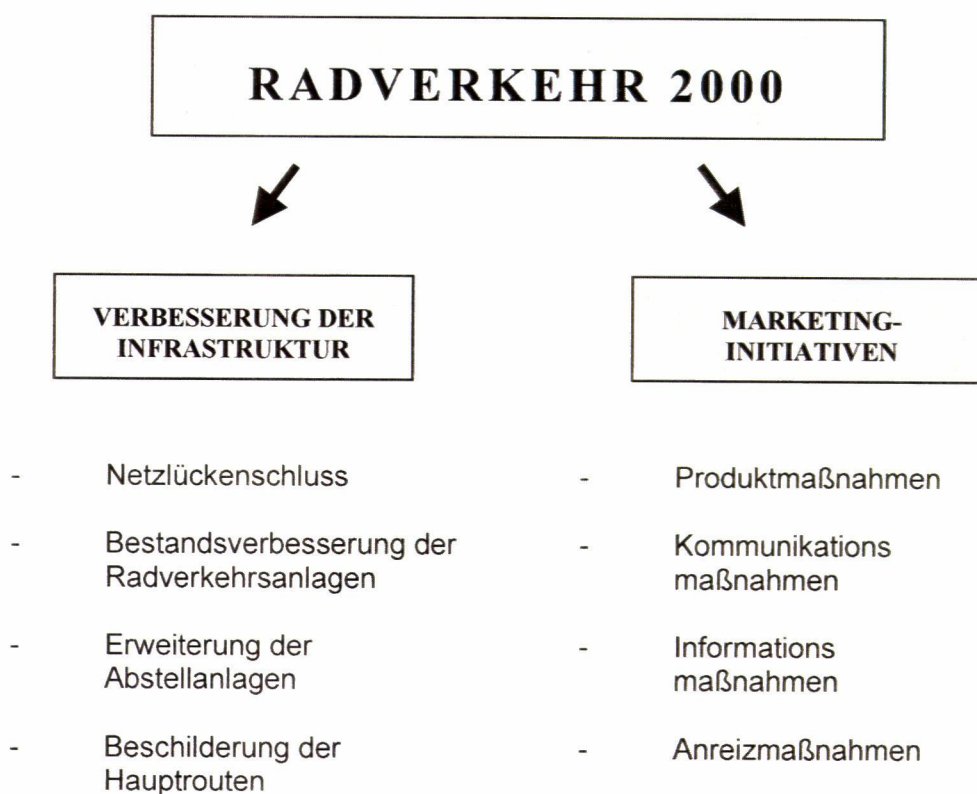 RADVERKEHR 2000
VERBESSERUNG DER
INFRASTRUKTUR
- Netzlückenschluss
- Bestandsverbesserung der
Radverkehrsanlagen
- Erweiterung der
Abstellanlagen
- Beschilderung der
Hauptrouten
MARKETING-
INITIATIVEN
- Produktmaßnahmen
- Kommunikations
maßnahmen
- Informations
maßnahmen
- Anreizmaßnahmen